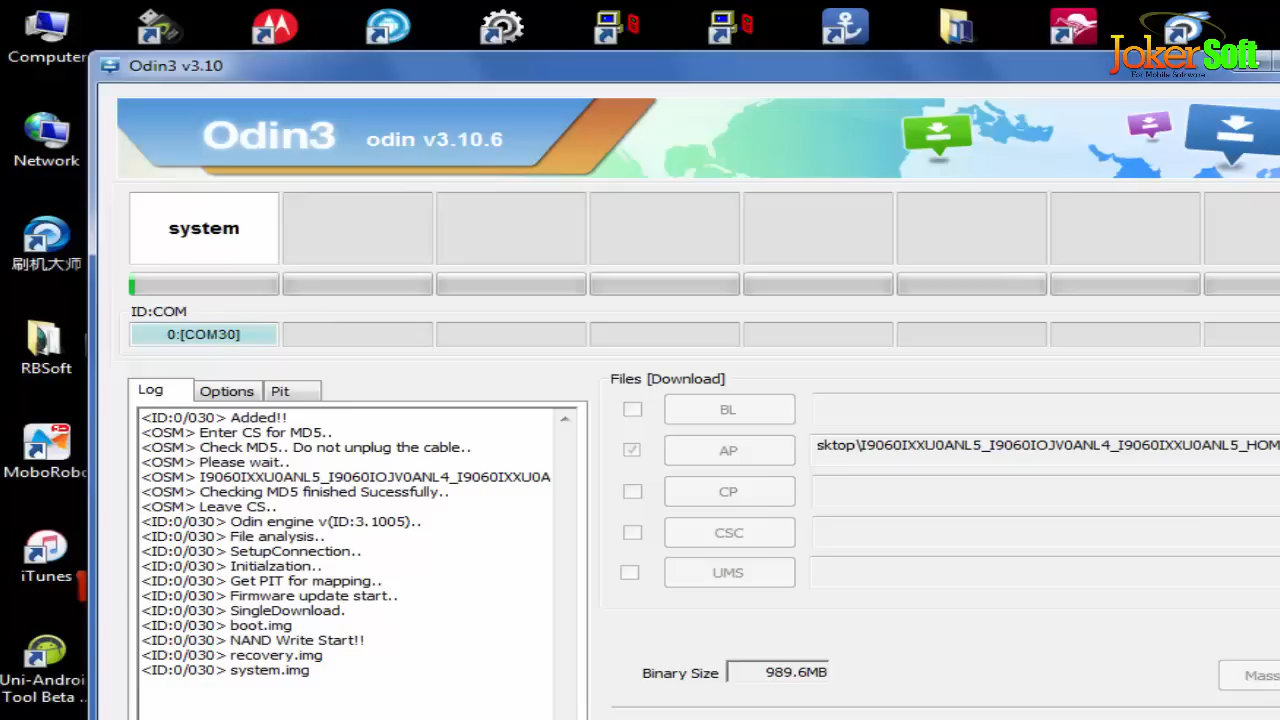 Computer
JokerSoft
For Mobile Software
Odin3 v3.10
Odin3 odin v3.10.6
Network
system
刷机大师
ID:COM
0:[COM30]
RBSoft
Log Options Pit
Files [Download]
<ID:0/030> Added!!
<OSM> Enter CS for MD5..
<OSM> Check MD5.. Do not unplug the cable..
<OSM> Please wait..
<OSM> I9060IXXU0ANL5_I9060IOJV0ANL4_I9060IXXU0A
<OSM> Checking MD5 finished Sucessfully..
<OSM> Leave CS..
<ID:0/030> Odin engine v(ID:3.1005)..
<ID:0/030> File analysis..
<ID:0/030> SetupConnection..
<ID:0/030> Initialzation..
<ID:0/030> Get PIT for mapping..
<ID:0/030> Firmware update start..
<ID:0/030> SingleDownload.
<ID:0/030> boot.img
<ID:0/030> NAND Write Start!!
<ID:0/030> recovery.img
<ID:0/030> system.img
BL
AP sktop\I9060IXXU0ANL5_I9060IOJV0ANL4_I9060IXXU0ANL5_HOM
CP
CSC
UMS
Binary Size 989.6MB
Mass
MoboRobo
iTunes
Uni-Androi
Tool Beta ..